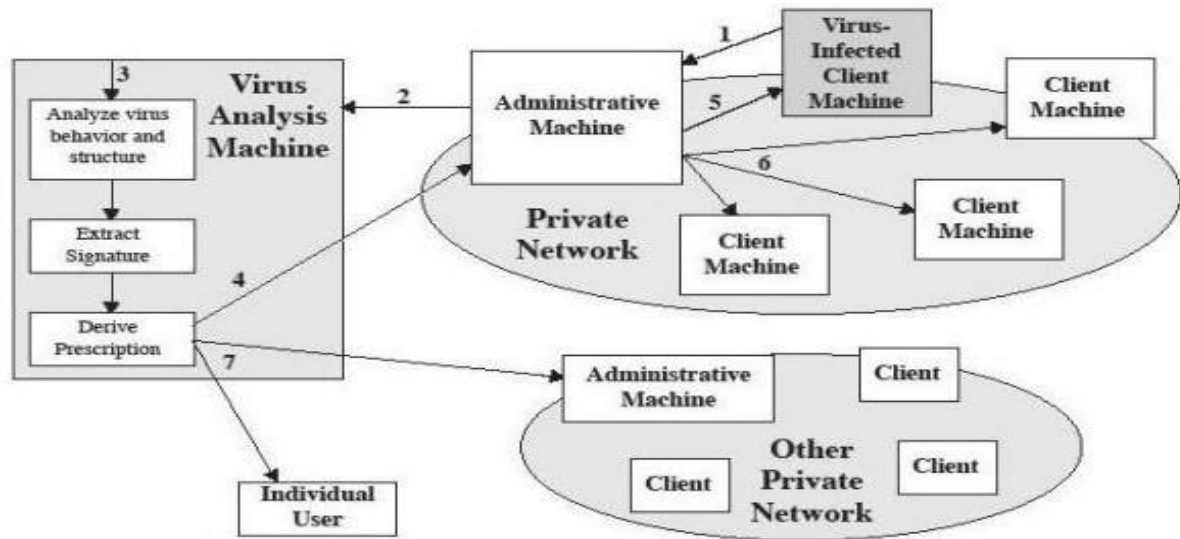 1
Virus-
Infected
Client
Machine
3
Virus
Analysis
Machine
Analyze virus
behavior and
structure
2
Administrative
Machine
5
Client
Machine
6
Extract
Signature
Private
Network
Client
Machine
Client
Machine
4
Derive
Prescription
7
Administrative
Machine
Client
Other
Private
Network
Client
Client
Individual
User